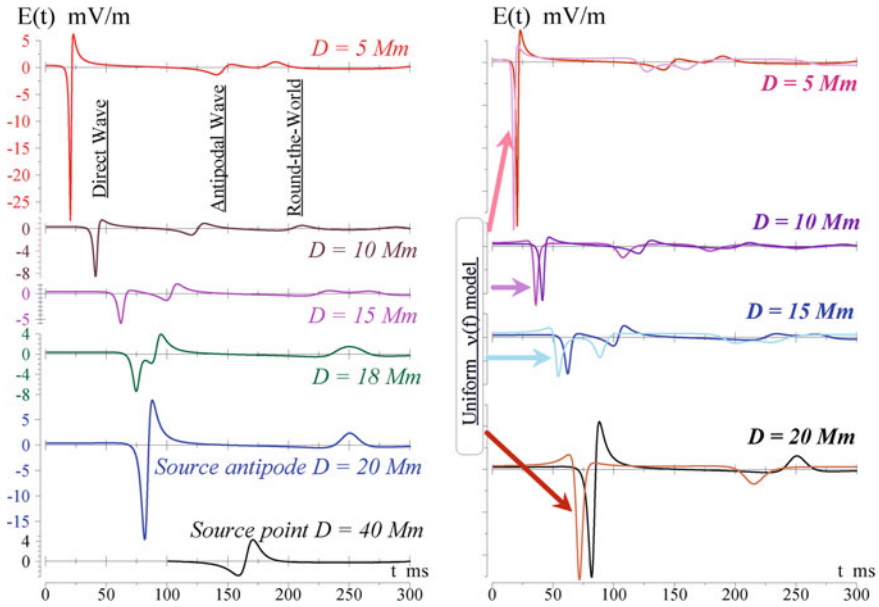 E(t) mV/m
5
0
-5
-10
-15
-20
-25
D = 5 Mm
Direct Wave
Antipodal Wave
Round-the-World
0
-4
-8
D = 10 Mm
0
-5
D = 15 Mm
4
0
-4
-8
D = 18 Mm
5
0
-5
-10
-15
Source antipode D = 20 Mm
Source point D = 40 Mm
4
0
t ms
0 50 100 150 200 250 300
E(t) mV/m
D = 5 Mm
Uniform ν(f) model
D = 10 Mm
D = 15 Mm
D = 20 Mm
t ms
0 50 100 150 200 250 300